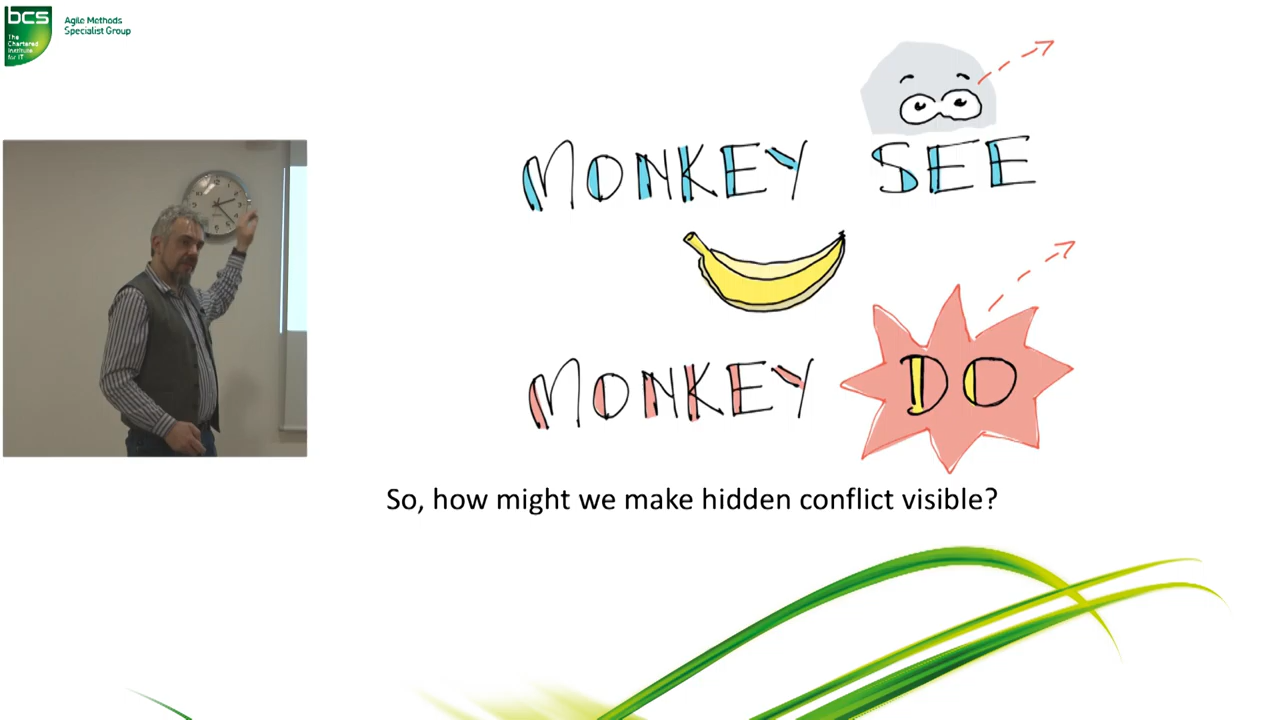 bcs
The
Chartered
Institute
for IT
Agile Methods
Specialist Group
MONKEY SEE
MONKEY DO
So, how might we make hidden conflict visible?